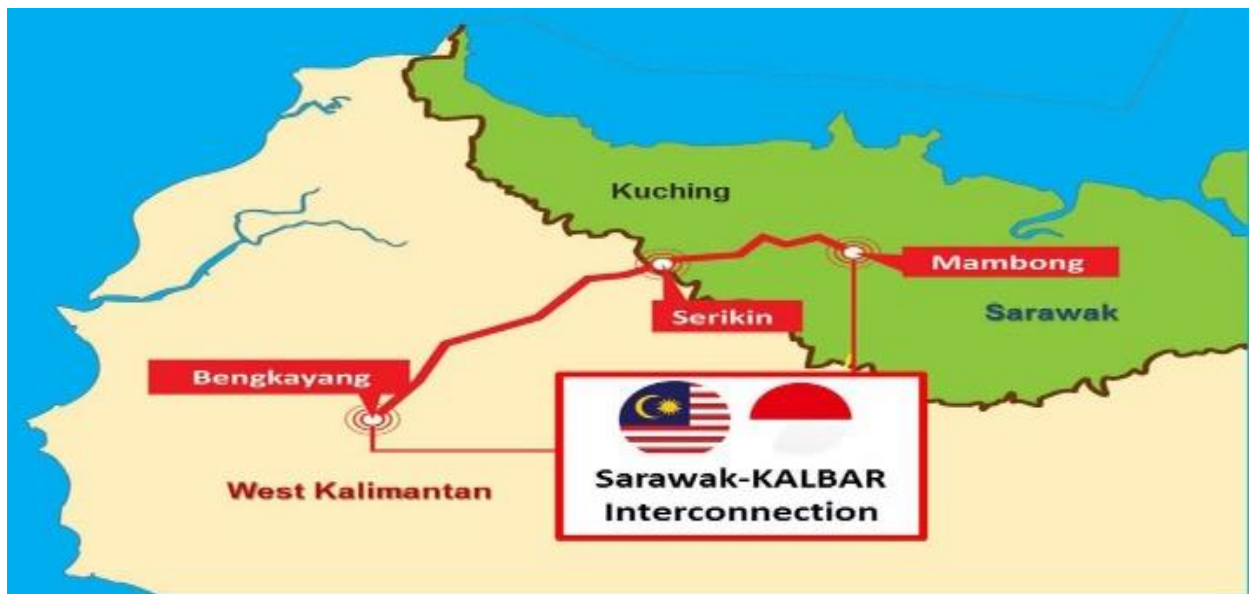 Kuching
Mambong
Serikin
Sarawak
Bengkayang
West Kalimantan
Sarawak-KALBAR
Interconnection